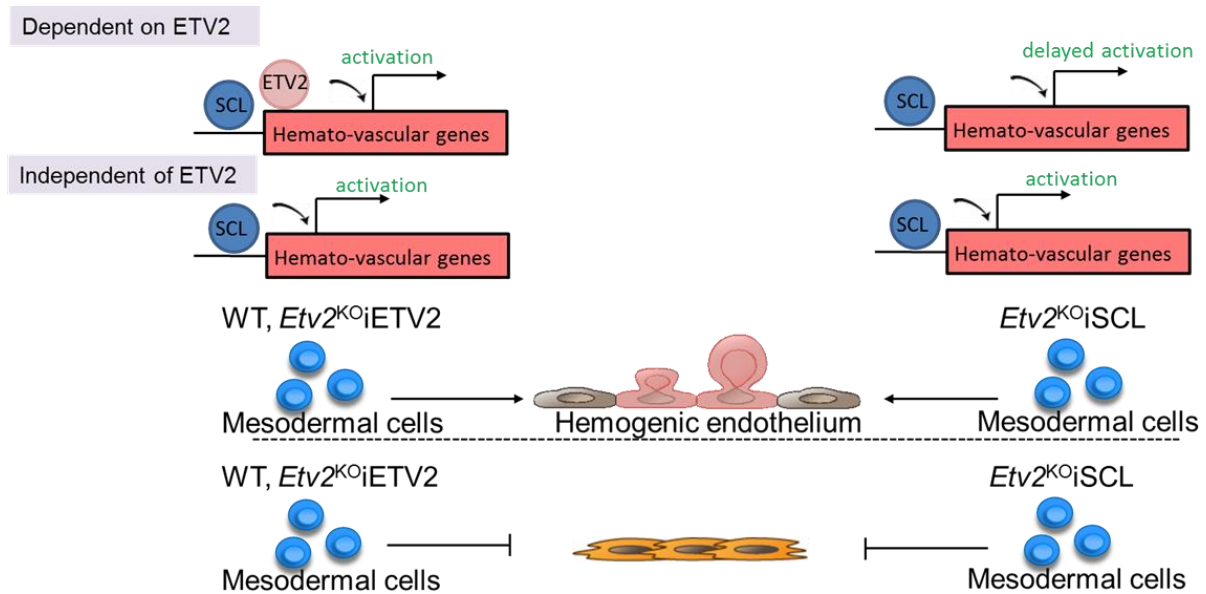 Dependent on ETV2
activation
delayed activation
ETV2
SCL
SCL
Hemato-vascular genes
Hemato-vascular genes
Independent of ETV2
activation
activation
SCL
SCL
Hemato-vascular genes
Hemato-vascular genes
WT, Etv2ᴷᴼiETV2
Etv2ᴷᴼiSCL
Mesodermal cells
Hemogenic endothelium
Mesodermal cells
WT, Etv2ᴷᴼiETV2
Etv2ᴷᴼiSCL
Mesodermal cells
Mesodermal cells